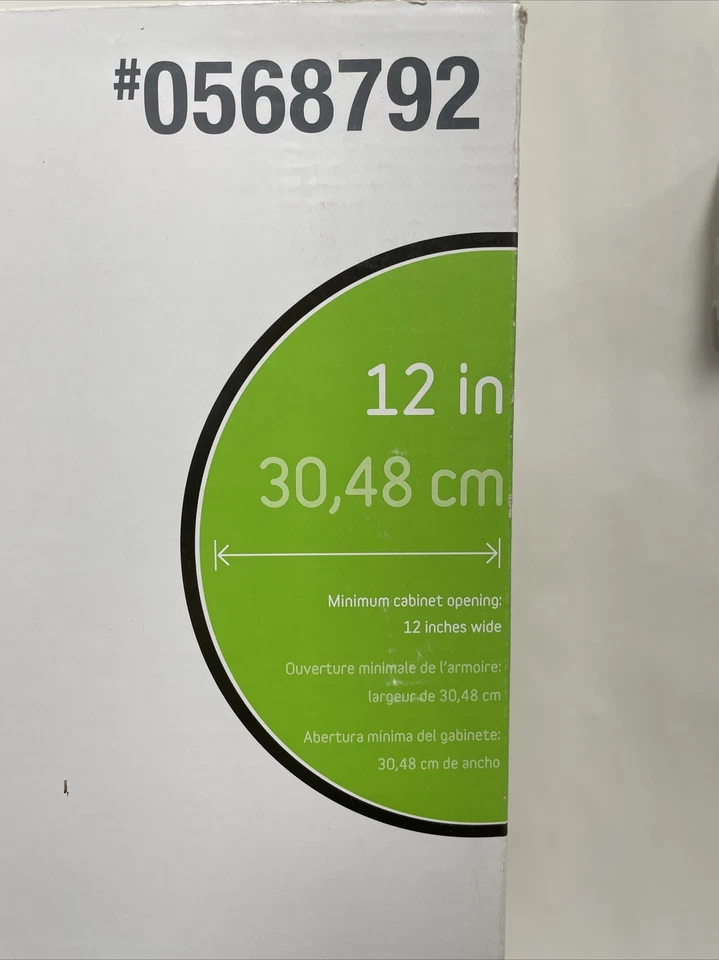 #0568792
12 in
30,48 cm
Minimum cabinet opening:
12 inches wide
Ouverture minimale de l'armoire:
largeur de 30,48 cm
Abertura mínima del gabinete:
30,48 cm de ancho